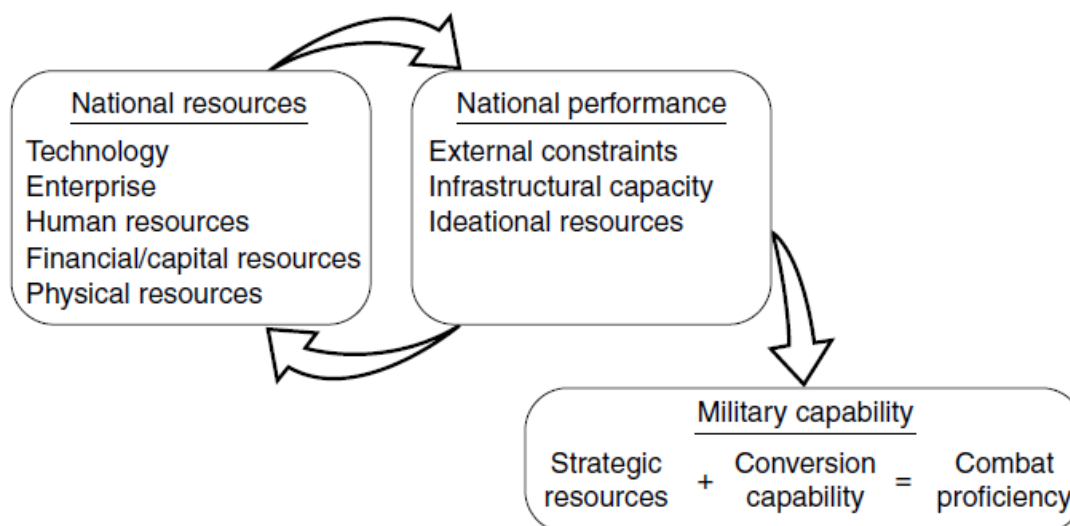 National resources
Technology
Enterprise
Human resources
Financial/capital resources
Physical resources
National performance
External constraints
Infrastructural capacity
Ideational resources
Military capability
Strategic resources + Conversion capability = Combat proficiency